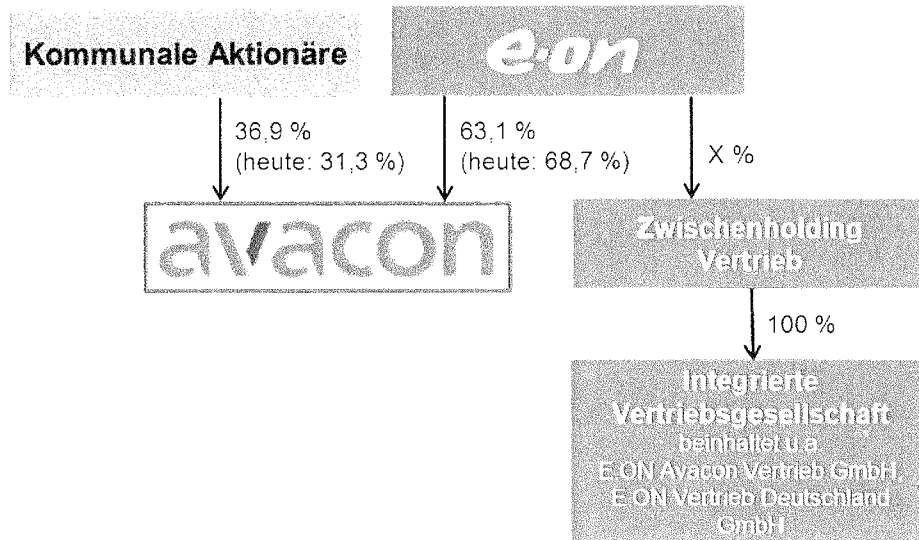 Kommunale Aktionäre
e·on
36,9 %
(heute: 31,3 %)
63,1 %
(heute: 68,7 %)
X %
avacon
Zwischenholding
Vertrieb
100 %
Integrierte
Vertriebsgesellschaft
beinhaltet u.a.
E.ON Avacon Vertrieb GmbH,
E.ON Vertrieb Deutschland
GmbH